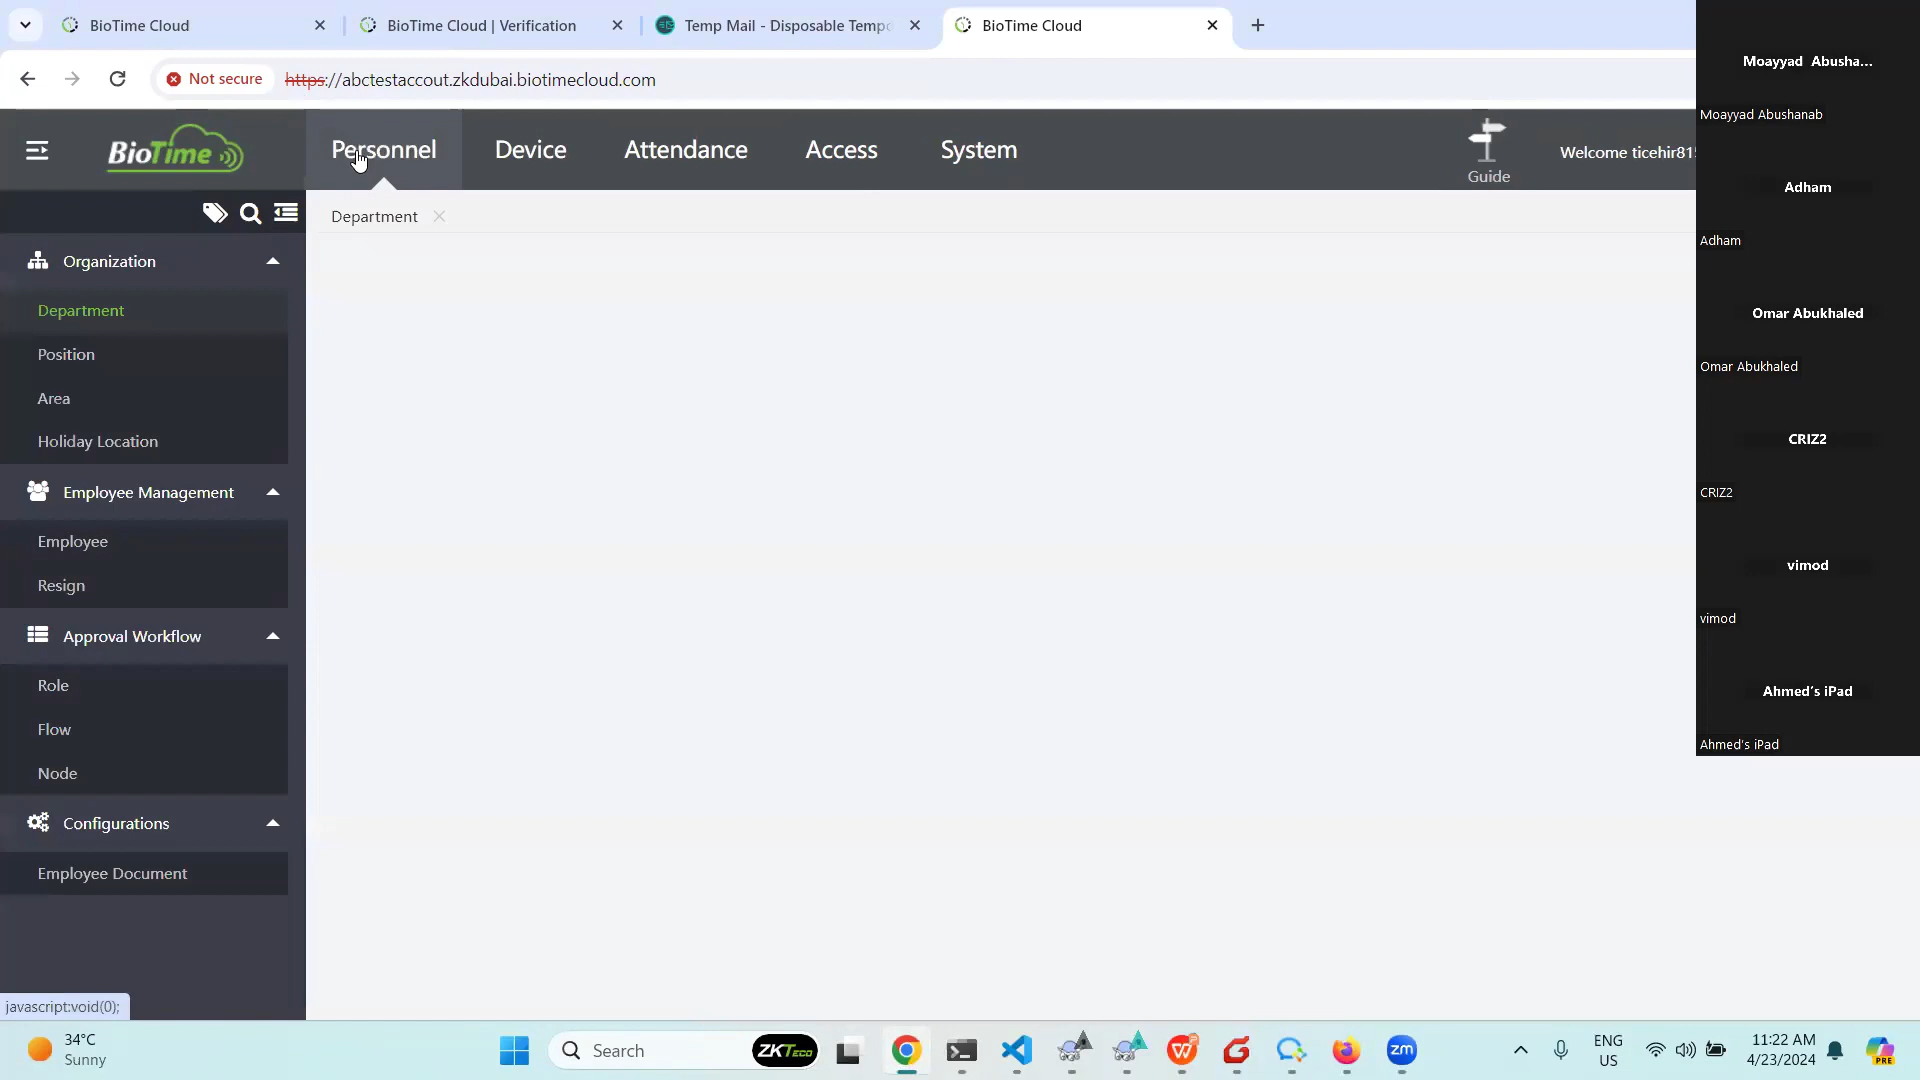 BioTime Cloud
BioTime Cloud | Verification
Temp Mail - Disposable Tempo
BioTime Cloud
Not secure
https://abctestaccout.zkdubai.biotimecloud.com
BioTime
Personnel
Device
Attendance
Access
System
Guide
Welcome ticehir81
Department
Organization
Department
Position
Area
Holiday Location
Employee Management
Employee
Resign
Approval Workflow
Role
Flow
Node
Configurations
Employee Document
javascript:void(0);
Moayyad Abusha...
Moayyad Abushanab
Adham
Adham
Omar Abukhaled
Omar Abukhaled
CRIZ2
CRIZ2
vimod
vimod
Ahmed's iPad
Ahmed's iPad
34°C
Sunny
Search
ZKTeco
zm
ENG
US
11:22 AM
4/23/2024
PRE